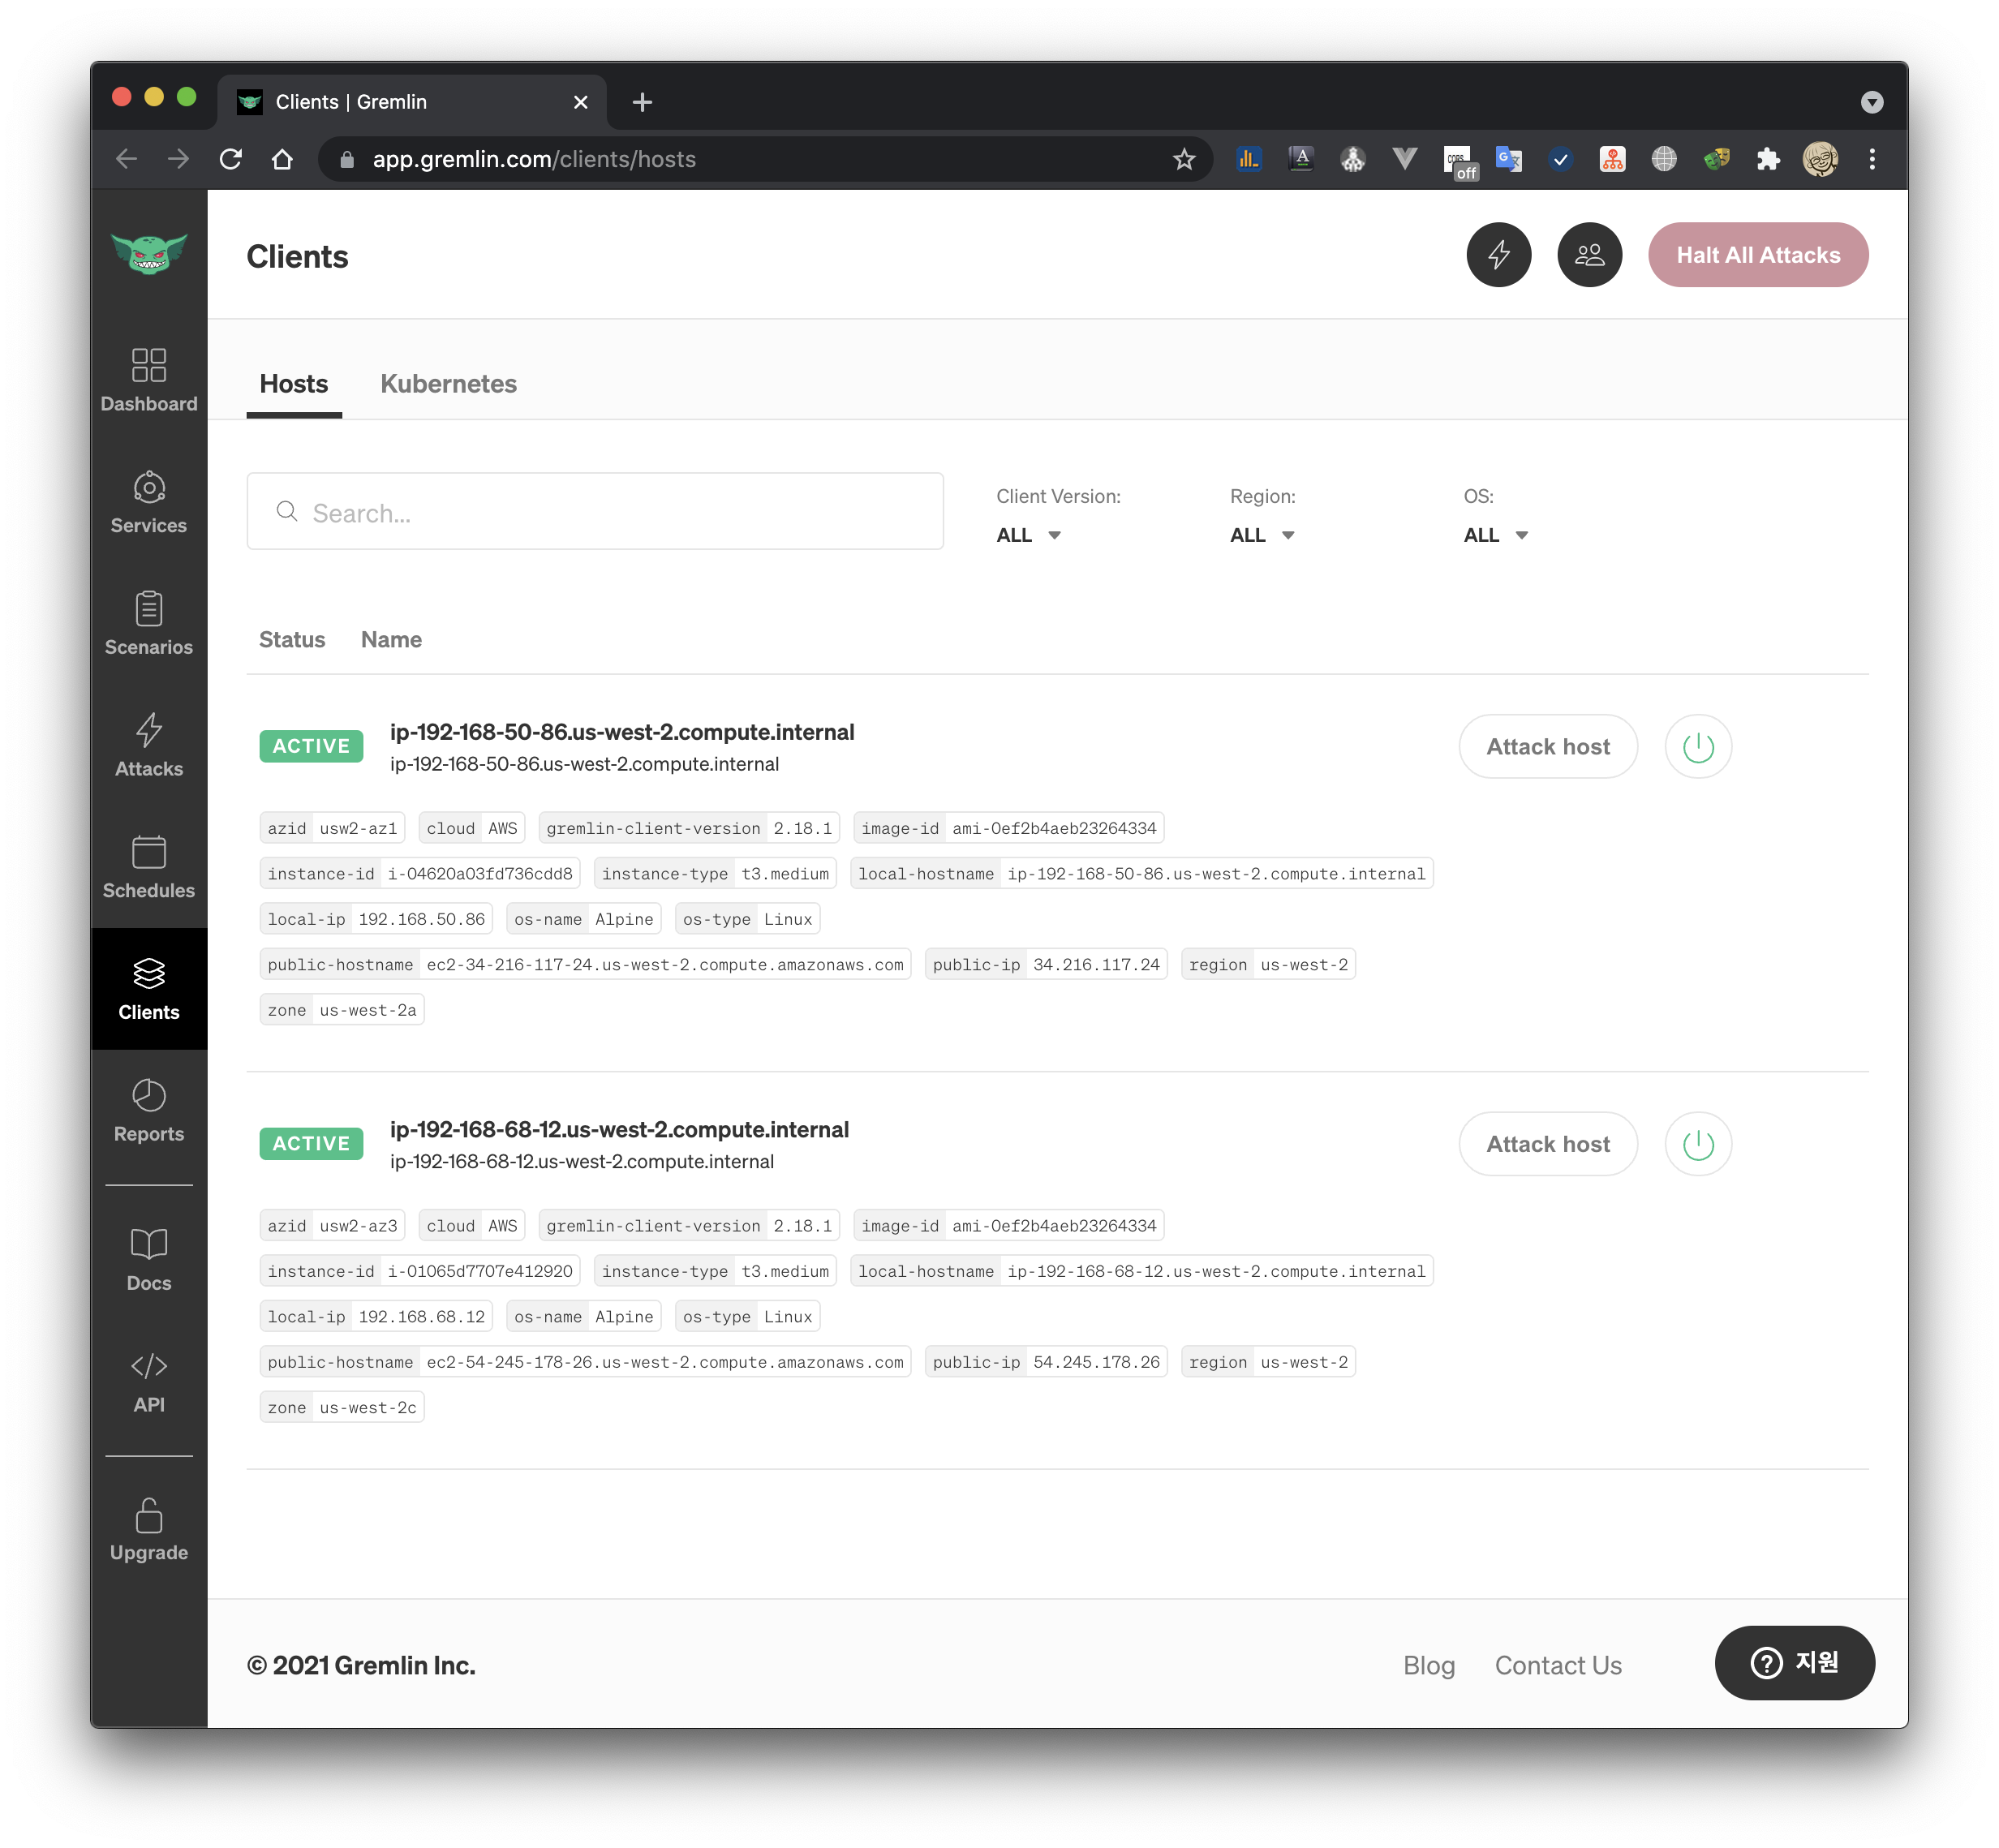 Clients | Gremlin
app.gremlin.com/clients/hosts
off
Clients
Halt All Attacks
Dashboard
Services
Scenarios
Attacks
Schedules
Clients
Reports
Docs
API
Upgrade
Hosts Kubernetes
Search...
Client Version:
ALL
Region:
ALL
OS:
ALL
Status Name
ACTIVE
ip-192-168-50-86.us-west-2.compute.internal
ip-192-168-50-86.us-west-2.compute.internal
Attack host
azid usw2-az1 cloud AWS gremlin-client-version 2.18.1 image-id ami-0ef2b4aeb23264334
instance-id i-04620a03fd736cdd8 instance-type t3.medium local-hostname ip-192-168-50-86.us-west-2.compute.internal
local-ip 192.168.50.86 os-name Alpine os-type Linux
public-hostname ec2-34-216-117-24.us-west-2.compute.amazonaws.com public-ip 34.216.117.24 region us-west-2
zone us-west-2a
ACTIVE
ip-192-168-68-12.us-west-2.compute.internal
ip-192-168-68-12.us-west-2.compute.internal
Attack host
azid usw2-az3 cloud AWS gremlin-client-version 2.18.1 image-id ami-0ef2b4aeb23264334
instance-id i-01065d7707e412920 instance-type t3.medium local-hostname ip-192-168-68-12.us-west-2.compute.internal
local-ip 192.168.68.12 os-name Alpine os-type Linux
public-hostname ec2-54-245-178-26.us-west-2.compute.amazonaws.com public-ip 54.245.178.26 region us-west-2
zone us-west-2c
© 2021 Gremlin Inc.
Blog Contact Us
지원